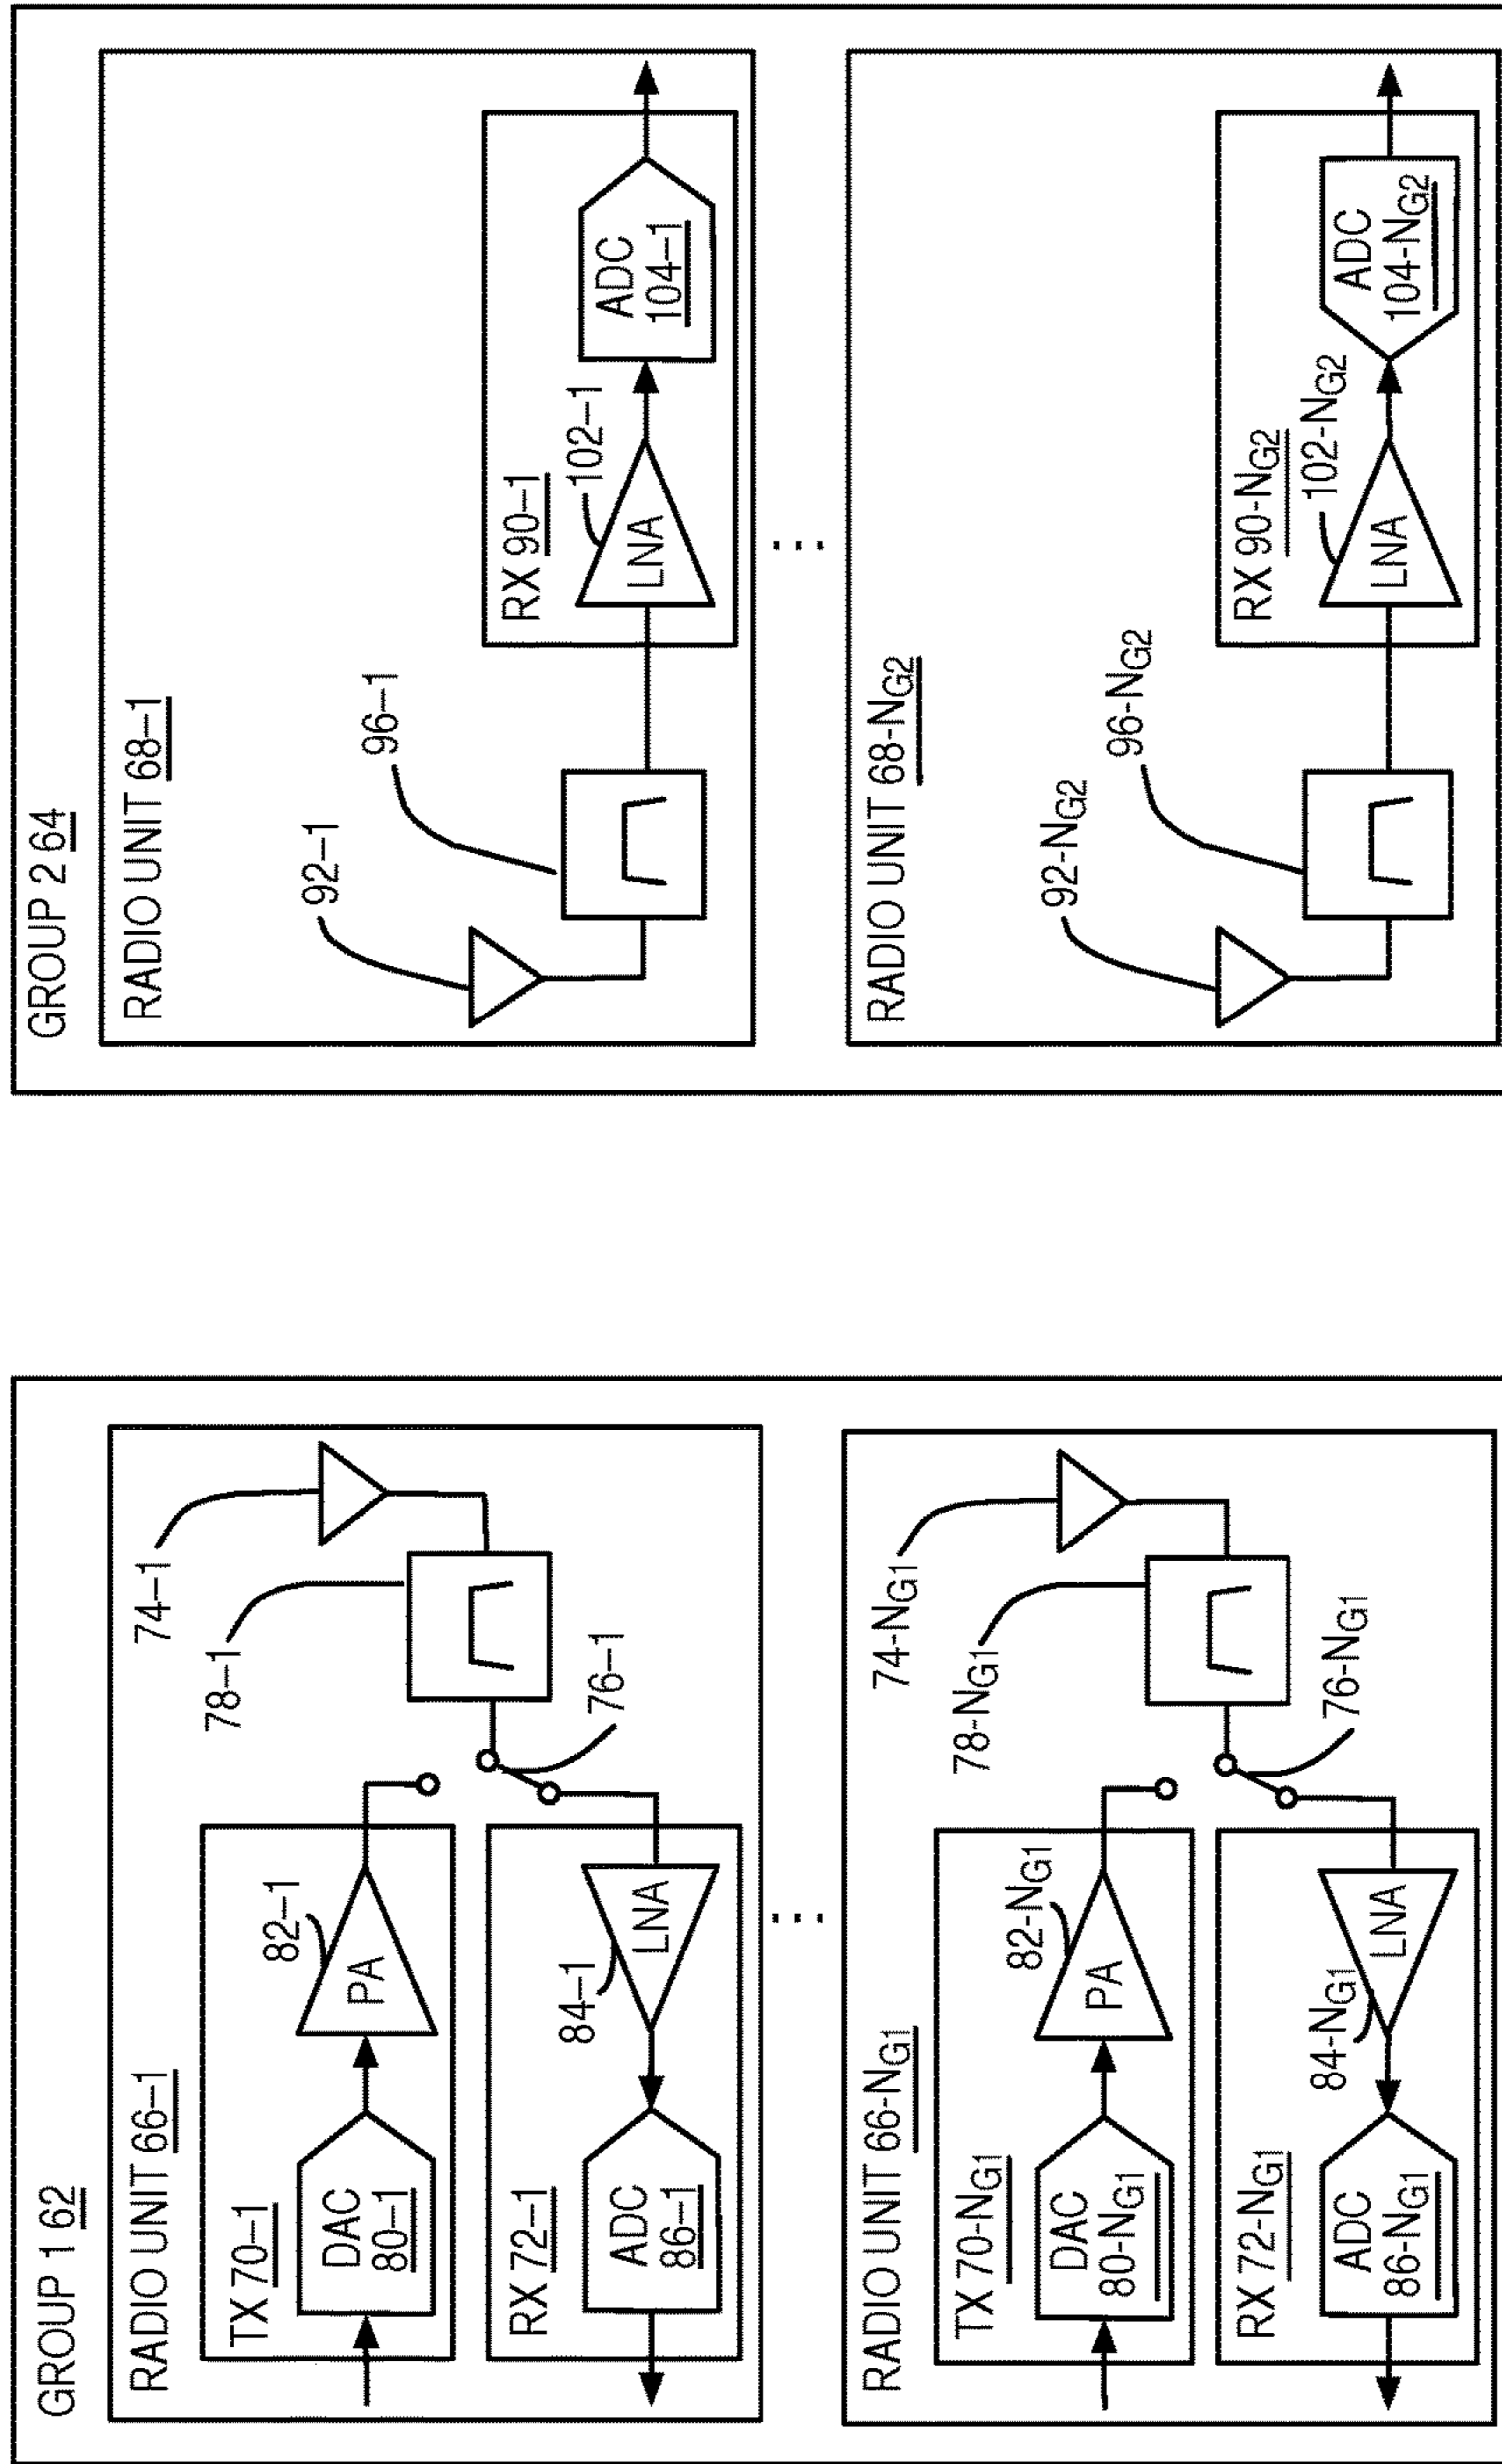 GROUP 1 62
RADIO UNIT 66–1
TX 70–1
DAC
80–1
82–1
PA
RX 72–1
ADC
86–1
84–1
LNA
74–1
78–1
76–1
...
RADIO UNIT 66-NG1
TX 70-NG1
DAC
80-NG1
82-NG1
PA
RX 72-NG1
ADC
86-NG1
84-NG1
LNA
74-NG1
78-NG1
76-NG1
GROUP 2 64
RADIO UNIT 68–1
92–1
96–1
RX 90–1
102–1
LNA
ADC
104–1
...
RADIO UNIT 68-NG2
92-NG2
96-NG2
RX 90-NG2
102-NG2
LNA
ADC
104-NG2